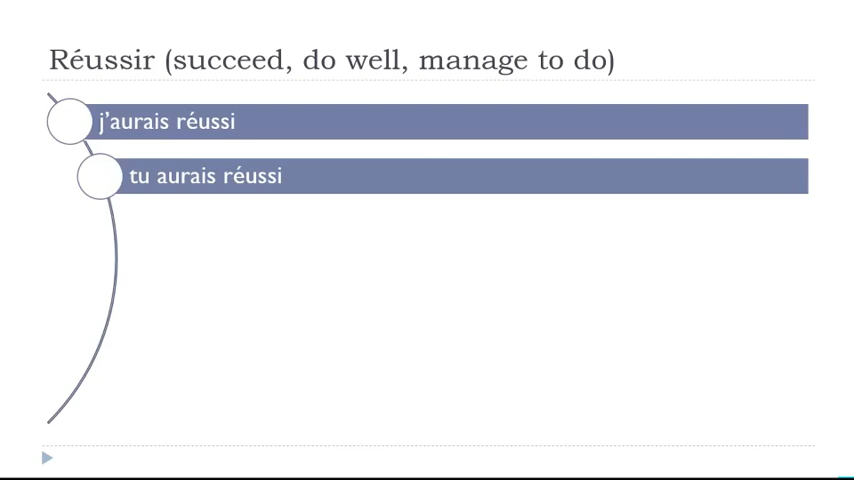 Réussir (succeed, do well, manage to do)
j’aurais réussi
tu aurais réussi